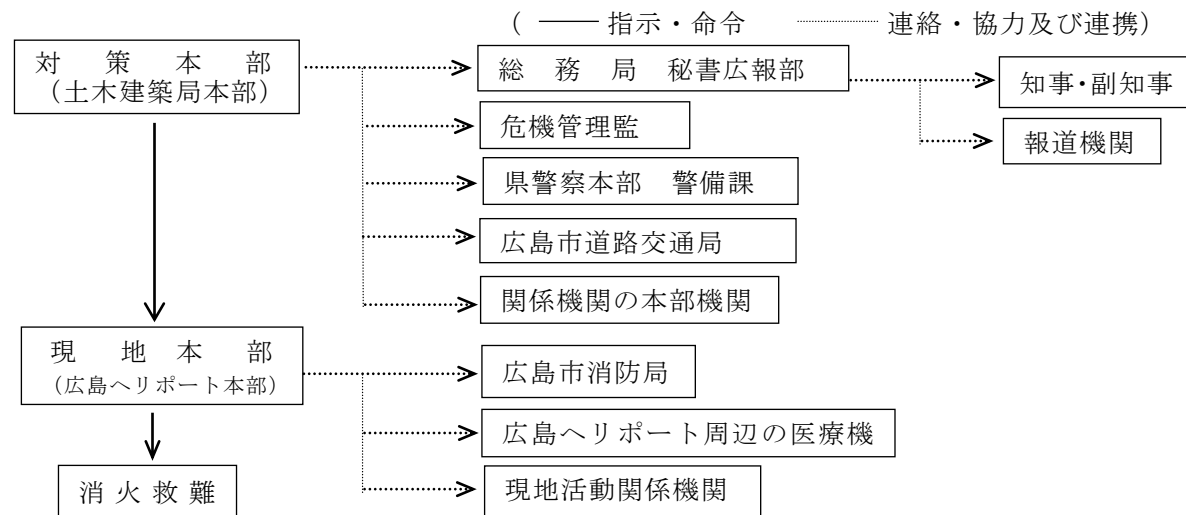 ( ―― 指示・命令　………… 連絡・協力及び連携)
対策本部
(土木建築局本部)
総務局　秘書広報部
知事・副知事
危機管理監
報道機関
県警察本部　警備課
広島市道路交通局
関係機関の本部機関
現地本部
(広島ヘリポート本部)
広島市消防局
広島ヘリポート周辺の医療機
消火救難
現地活動関係機関